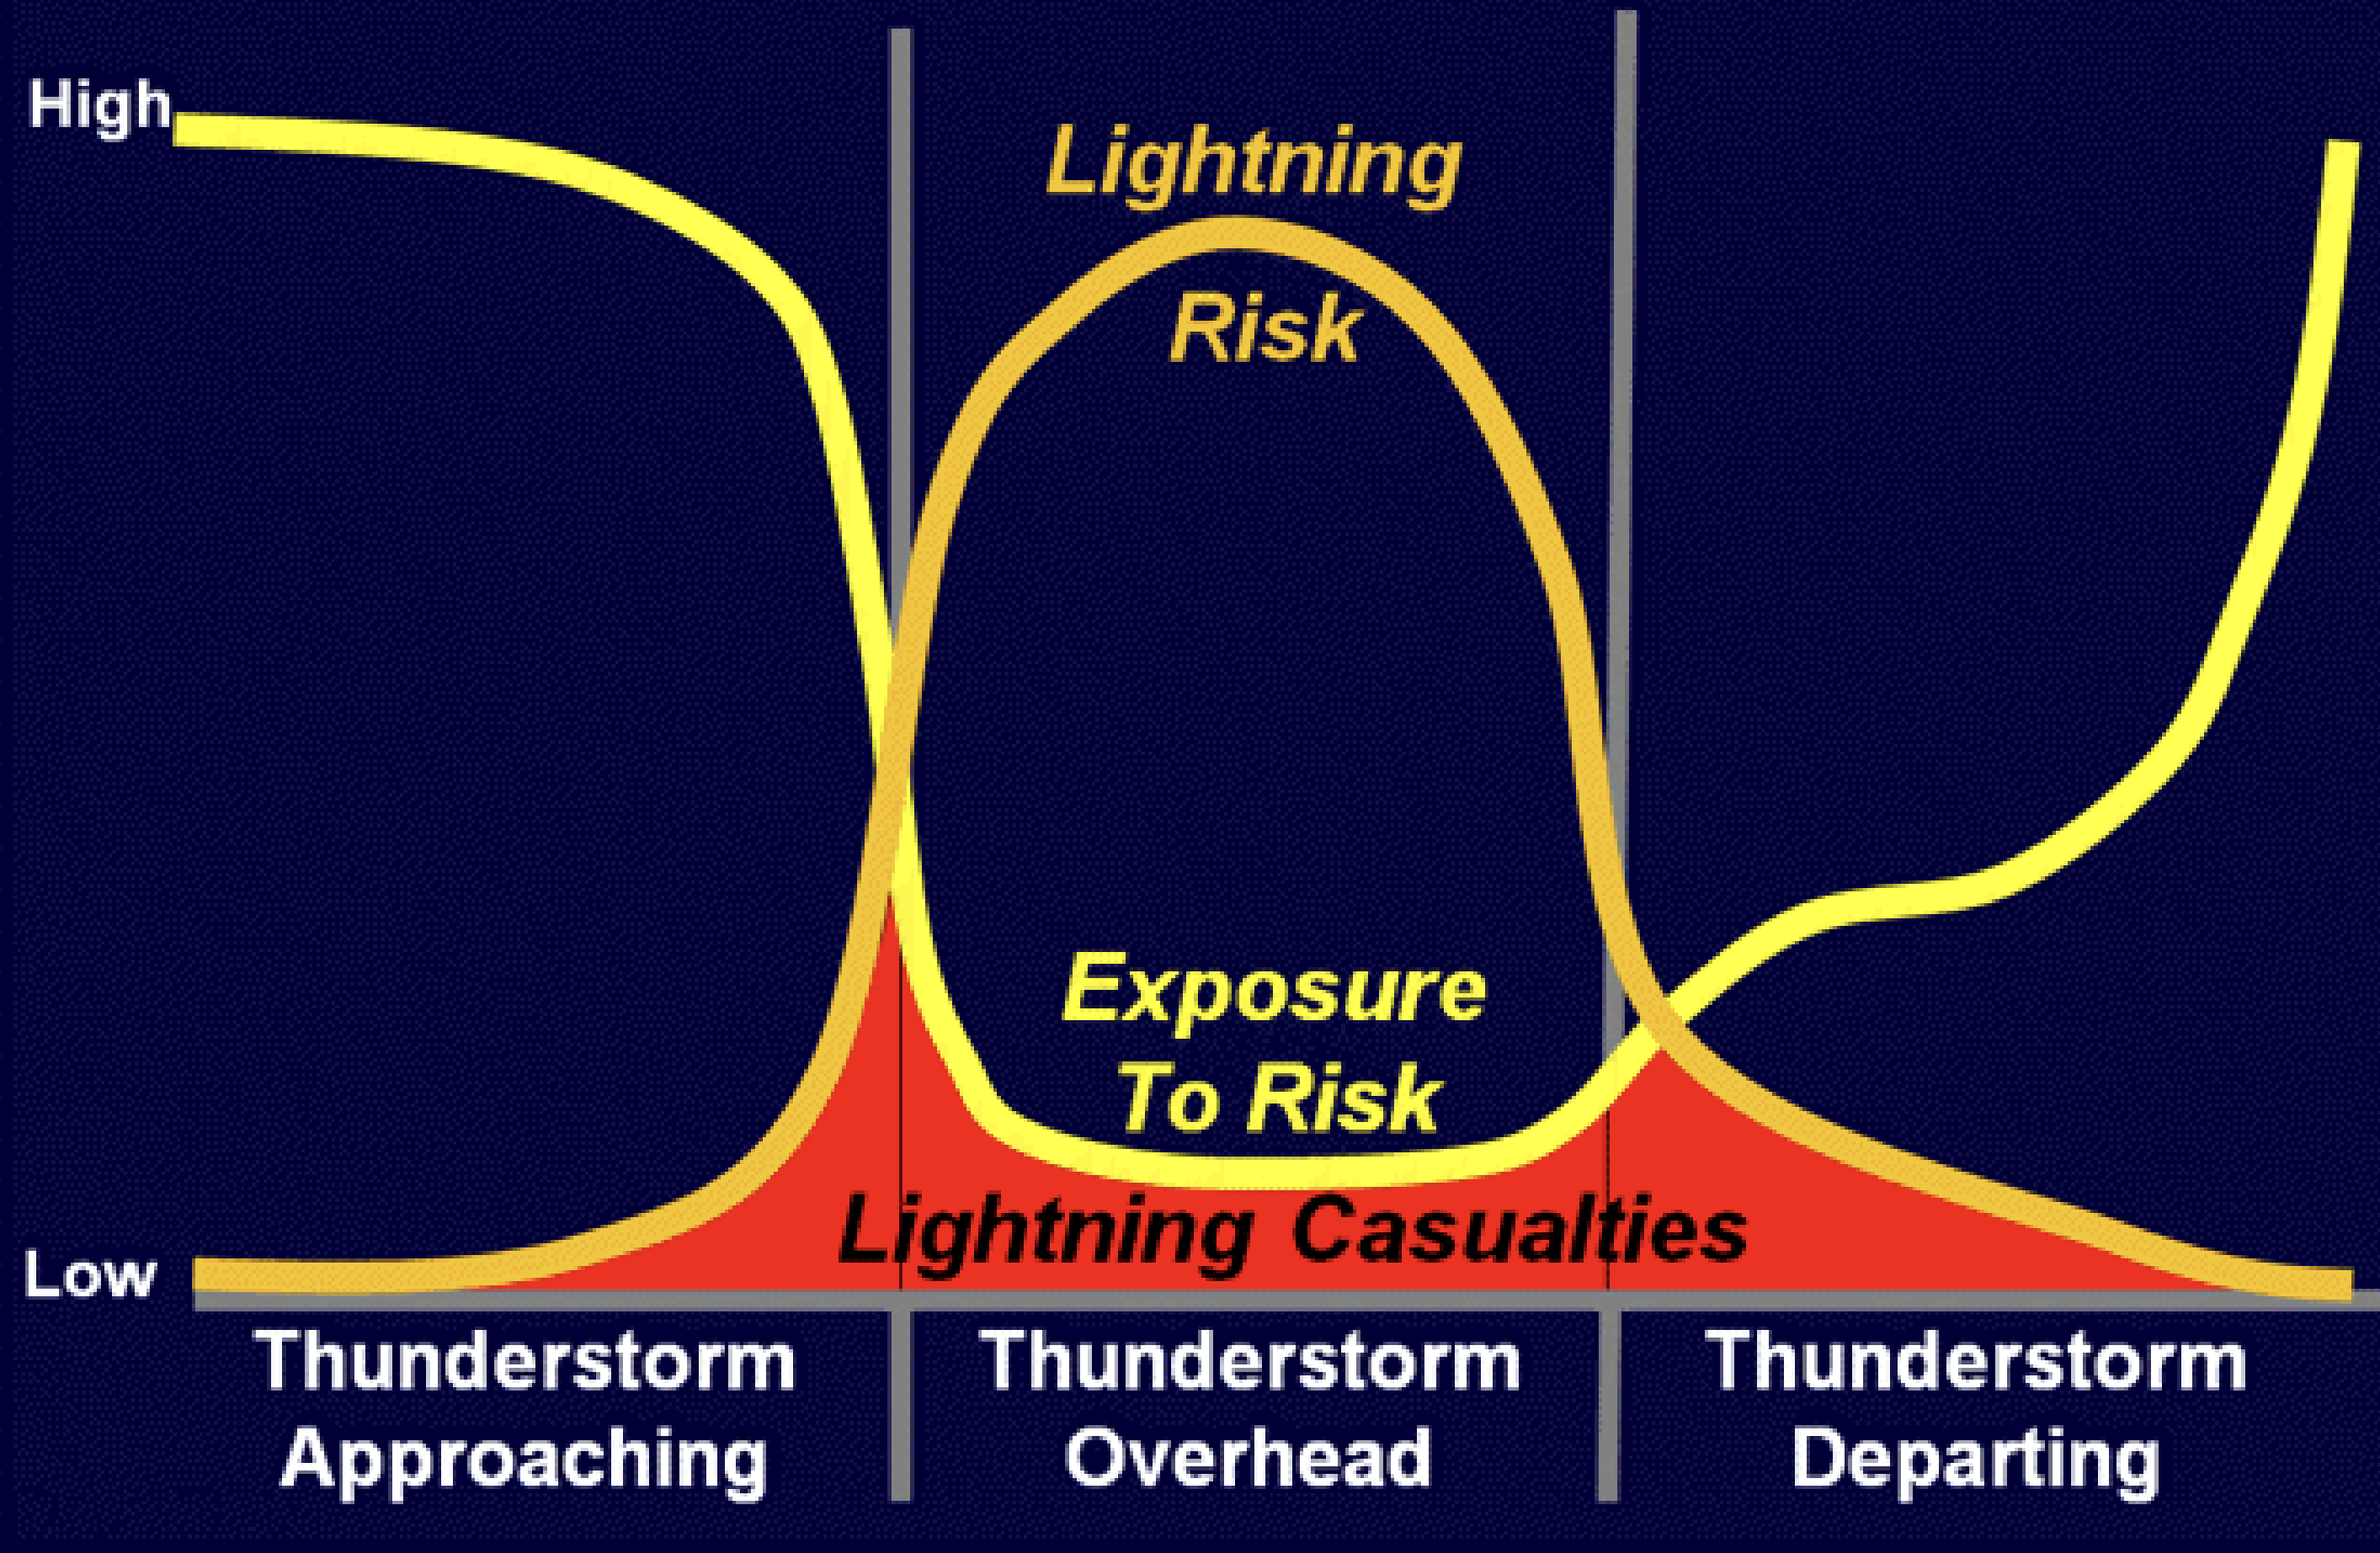 High
Lightning
Risk
Exposure
To Risk
Lightning Casualties
Low
Thunderstorm
Approaching
Thunderstorm
Overhead
Thunderstorm
Departing